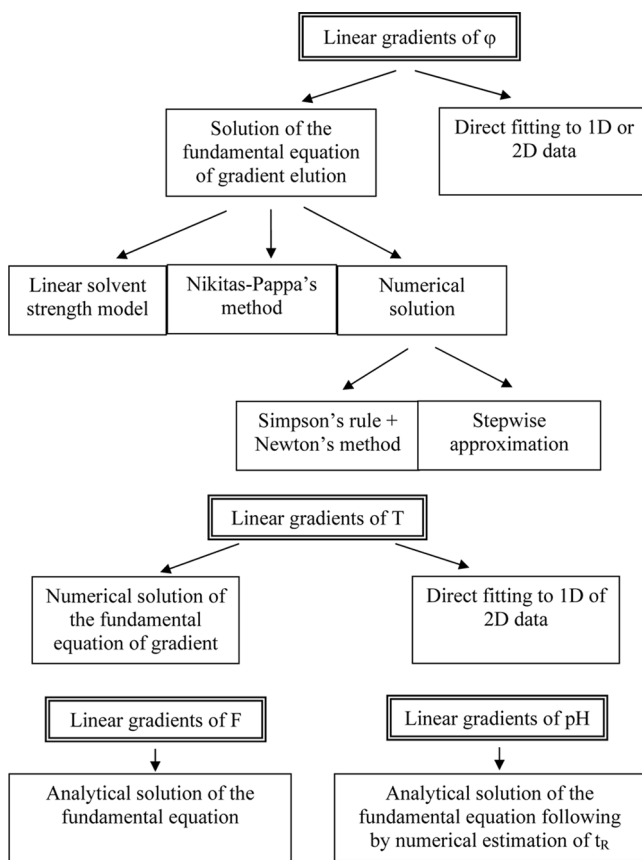 Linear gradients of φ
Solution of the
fundamental equation
of gradient elution
Direct fitting to 1D or
2D data
Linear solvent
strength model
Nikitas-Pappa’s
method
Numerical
solution
Simpson’s rule +
Newton’s method
Stepwise
approximation
Linear gradients of T
Numerical solution of
the fundamental
equation of gradient
Direct fitting to 1D of
2D data
Linear gradients of F
Linear gradients of pH
Analytical solution of the
fundamental equation
Analytical solution of the
fundamental equation following
by numerical estimation of tR